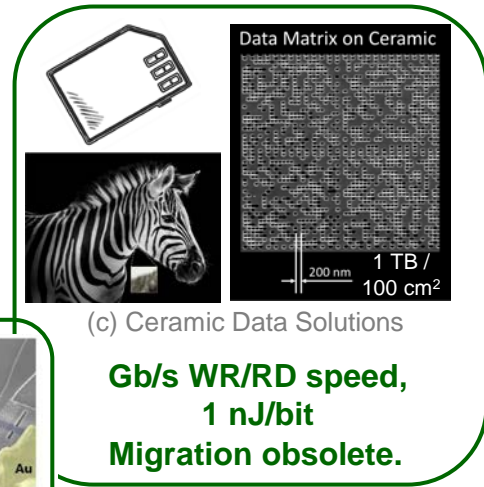 Data Matrix on Ceramic
200 nm
1 TB /
100 cm²
(c) Ceramic Data Solutions
Gb/s WR/RD speed,
1 nJ/bit
Migration obsolete.
Au